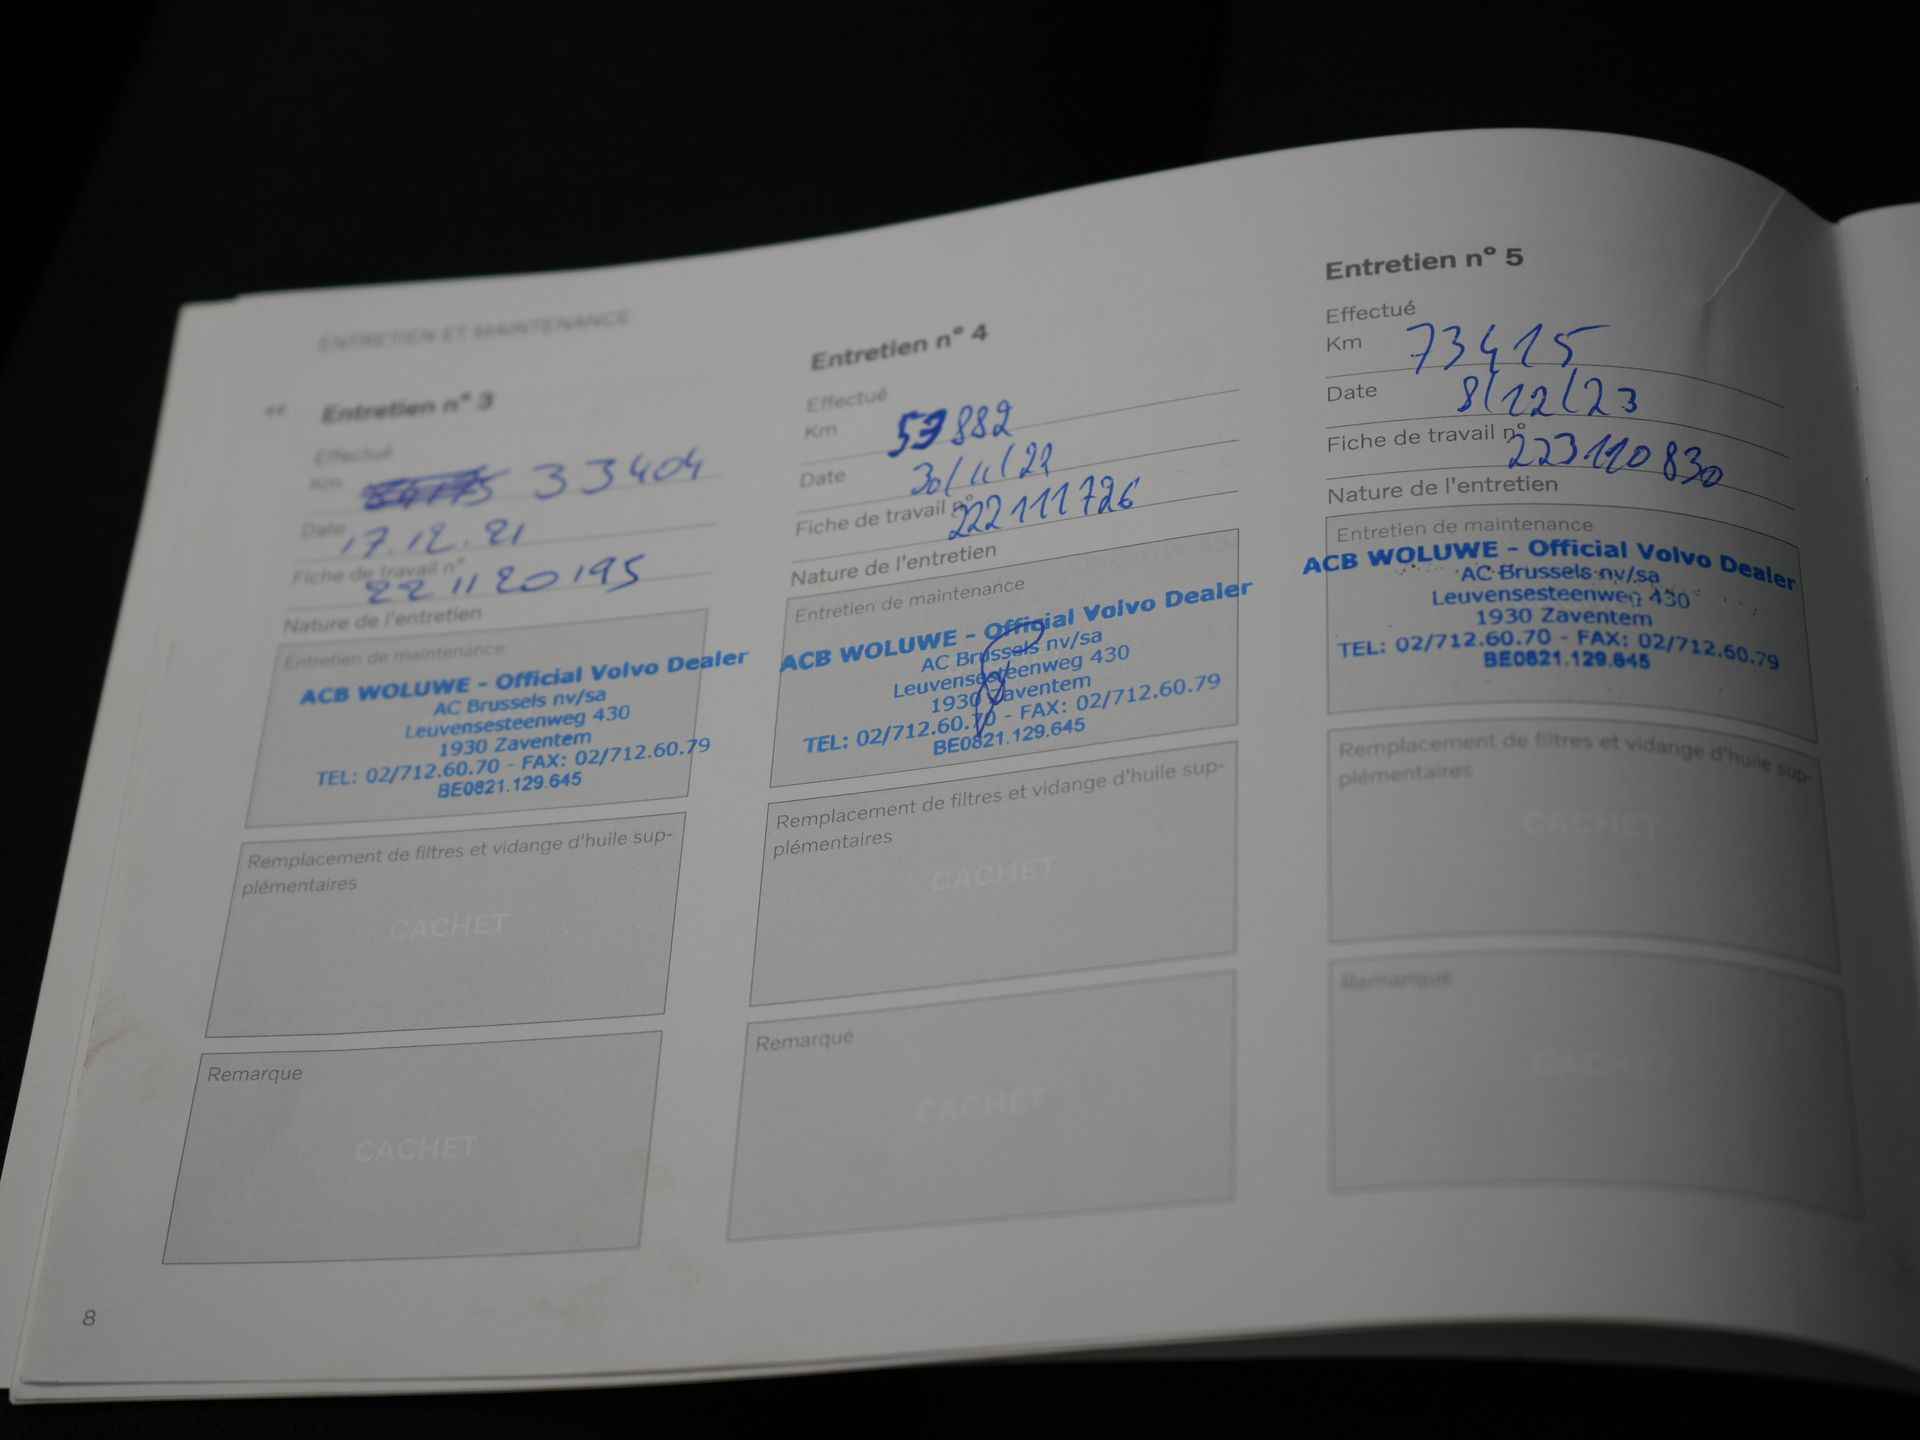 ENTRETIEN ET MAINTENANCE
Entretien n° 3
Effectué
Km 33404
Date 17.12.21
Fiche de travail n° 221120195
Nature de l'entretien
Entretien de maintenance
ACB WOLUWE - Official Volvo Dealer
AC Brussels nv/sa
Leuvensesteenweg 430
1930 Zaventem
TEL: 02/712.60.70 - FAX: 02/712.60.79
BE0821.129.645
Remplacement de filtres et vidange d'huile sup-
plémentaires
CACHET
Remarque
CACHET
Entretien n° 4
Effectué
Km 53882
Date 30/11/22
Fiche de travail n° 222111726
Nature de l'entretien
Entretien de maintenance
ACB WOLUWE - Official Volvo Dealer
AC Brussels nv/sa
Leuvensesteenweg 430
1930 Zaventem
TEL: 02/712.60.70 - FAX: 02/712.60.79
BE0821.129.645
Remplacement de filtres et vidange d'huile sup-
plémentaires
CACHET
Remarque
CACHET
Entretien n° 5
Effectué
Km 73415
Date 8/12/23
Fiche de travail n° 223110830
Nature de l'entretien
Entretien de maintenance
ACB WOLUWE - Official Volvo Dealer
AC Brussels nv/sa
Leuvensesteenweg 430
1930 Zaventem
TEL: 02/712.60.70 - FAX: 02/712.60.79
BE0821.129.645
Remplacement de filtres et vidange d'huile sup-
plémentaires
CACHET
Remarque
CACHET
8